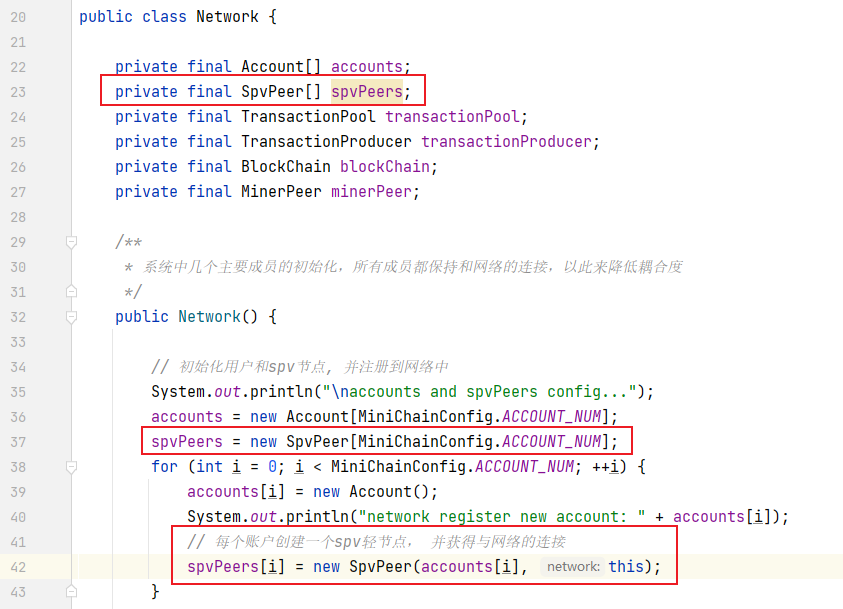 20 public class Network {
21
22 private final Account[] accounts;
23 private final SpvPeer[] spvPeers;
24 private final TransactionPool transactionPool;
25 private final TransactionProducer transactionProducer;
26 private final BlockChain blockChain;
27 private final MinerPeer minerPeer;
28
29 /**
30 * 系统中几个主要成员的初始化，所有成员都保持和网络的连接，以此来降低耦合度
31 */
32 public Network() {
33
34 // 初始化用户和spv节点, 并注册到网络中
35 System.out.println("\naccounts and spvPeers config...");
36 accounts = new Account[MiniChainConfig.ACCOUNT_NUM];
37 spvPeers = new SpvPeer[MiniChainConfig.ACCOUNT_NUM];
38 for (int i = 0; i < MiniChainConfig.ACCOUNT_NUM; ++i) {
39 accounts[i] = new Account();
40 System.out.println("network register new account: " + accounts[i]);
41 // 每个账户创建一个spv轻节点， 并获得与网络的连接
42 spvPeers[i] = new SpvPeer(accounts[i], network: this);
43 }